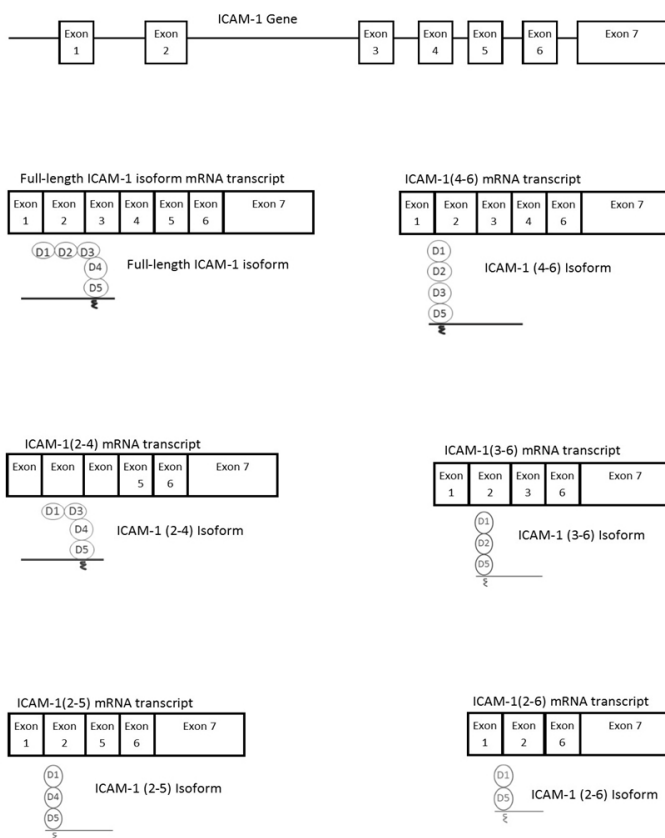 ICAM-1 Gene
Exon 1 Exon 2 Exon 3 Exon 4 Exon 5 Exon 6 Exon 7
Full-length ICAM-1 isoform mRNA transcript
Exon 1 Exon 2 Exon 3 Exon 4 Exon 5 Exon 6 Exon 7
D1 D2 D3
D4
D5
Full-length ICAM-1 isoform
ICAM-1(4-6) mRNA transcript
Exon 1 Exon 2 Exon 3 Exon 4 Exon 6 Exon 7
D1
D2
D3
D5
ICAM-1 (4-6) Isoform
ICAM-1(2-4) mRNA transcript
Exon Exon Exon Exon 5 Exon 6 Exon 7
D1 D3
D4
D5
ICAM-1 (2-4) Isoform
ICAM-1(3-6) mRNA transcript
Exon 1 Exon 2 Exon 3 Exon 6 Exon 7
D1
D2
D5
ICAM-1 (3-6) Isoform
ICAM-1(2-5) mRNA transcript
Exon 1 Exon 2 Exon 5 Exon 6 Exon 7
D1
D4
D5
ICAM-1 (2-5) Isoform
ICAM-1(2-6) mRNA transcript
Exon 1 Exon 2 Exon 6 Exon 7
D1
D5
ICAM-1 (2-6) Isoform